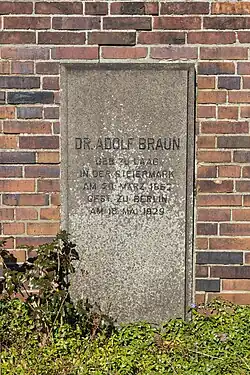 DR. ADOLF BRAUN
GEB. ZU LAAG
IN DER STEIERMARK
AM 20. MÄRZ 1862
GEST. ZU BERLIN
AM 13. MAI 1929